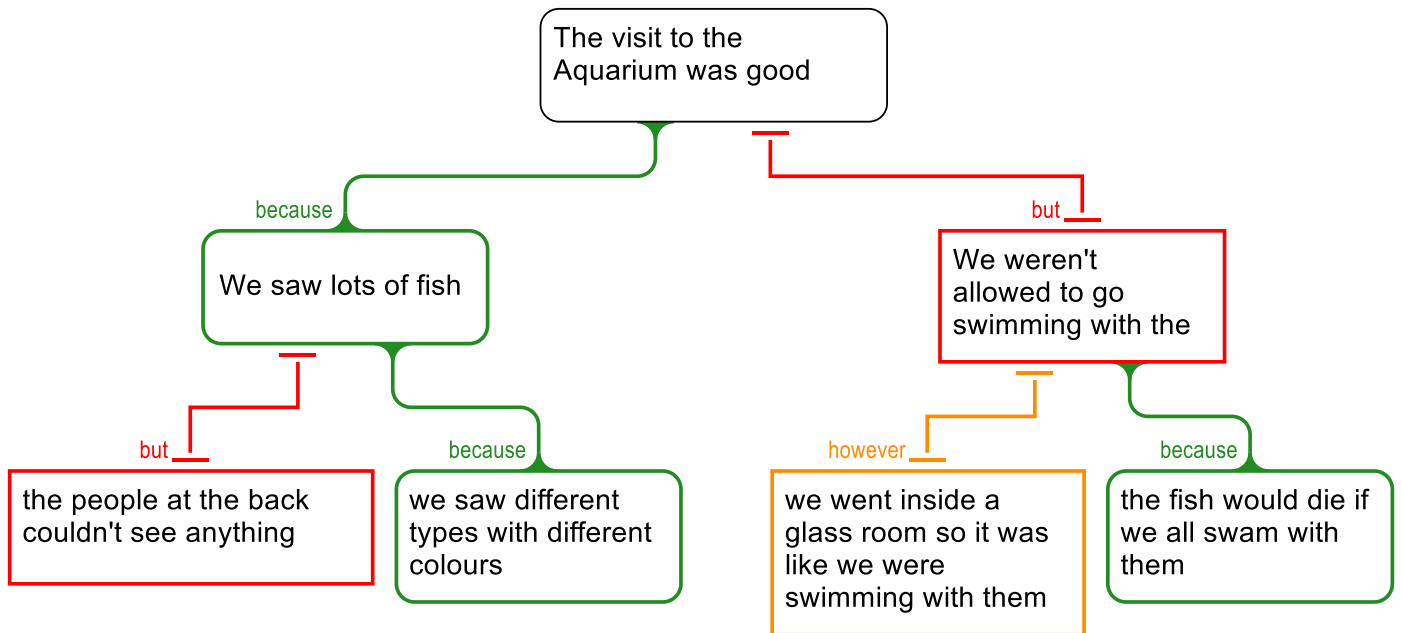 The visit to the
Aquarium was good
because
but
We saw lots of fish
We weren't
allowed to go
swimming with the
but
because
however
because
the people at the back
couldn't see anything
we saw different
types with different
colours
we went inside a
glass room so it was
like we were
swimming with them
the fish would die if
we all swam with
them